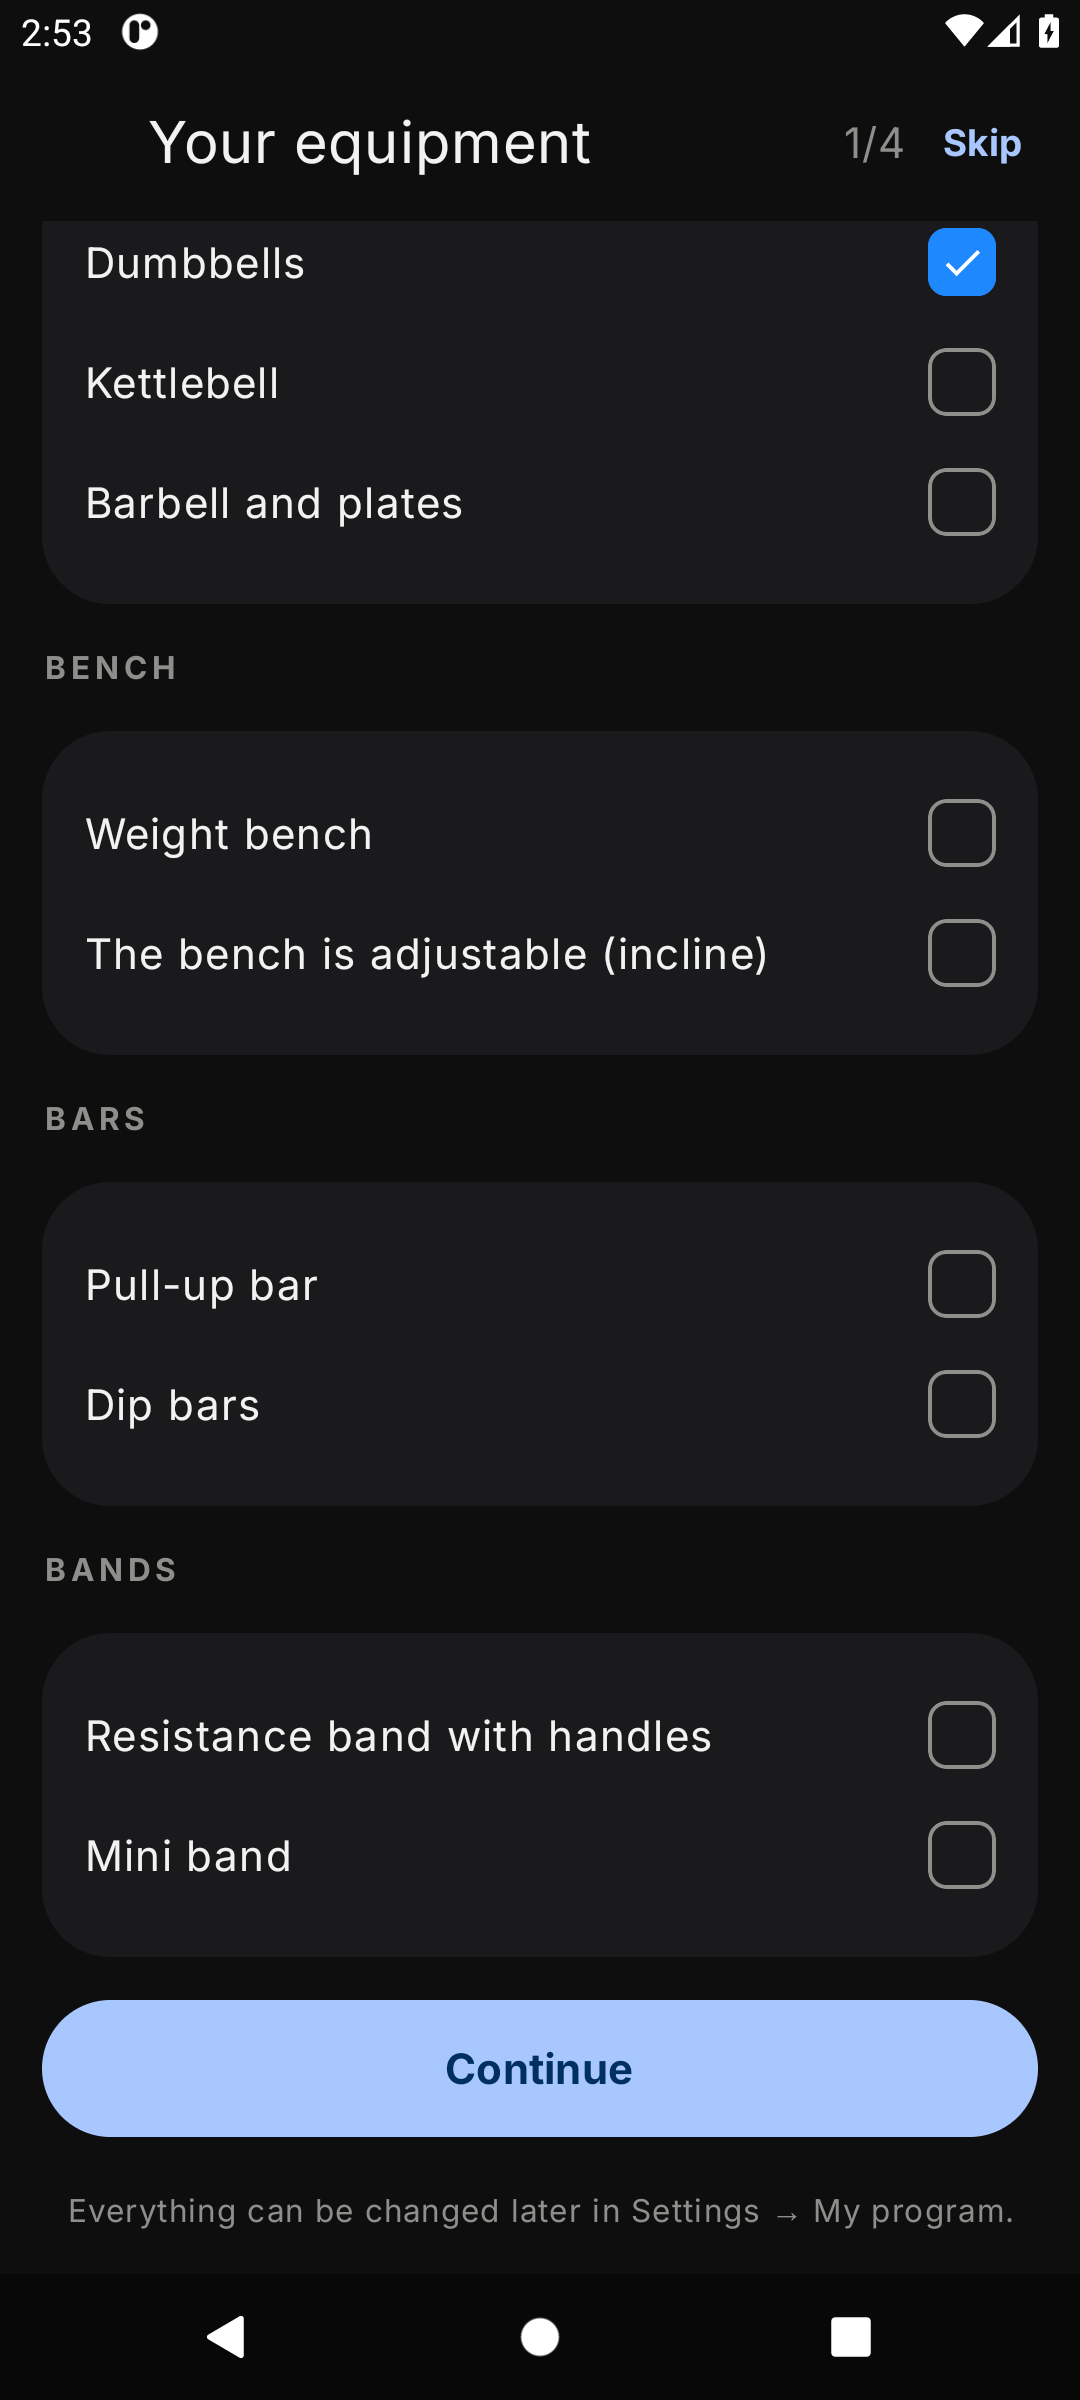 2:53
Your equipment
1/4 Skip
Dumbbells
Kettlebell
Barbell and plates
BENCH
Weight bench
The bench is adjustable (incline)
BARS
Pull-up bar
Dip bars
BANDS
Resistance band with handles
Mini band
Continue
Everything can be changed later in Settings → My program.